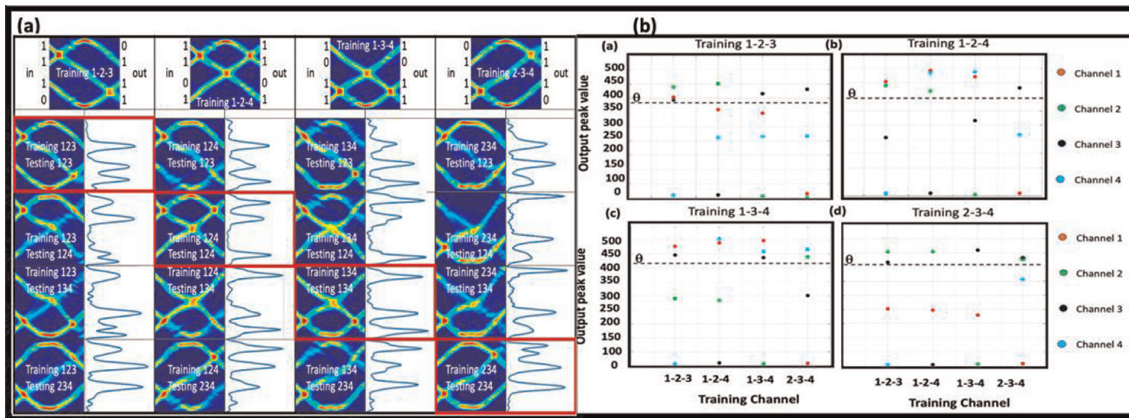 (a)
1 1 1 0 in Training 1-2-3 out 0 1 1 1
1 1 0 1 Training 1-2-4 1 0 1 1
1 0 1 1 Training 1-3-4 1 1 0 1
0 1 1 1 in Training 2-3-4 out 1 1 1 0
Training 123 Testing 123
Training 124 Testing 123
Training 134 Testing 123
Training 234 Testing 123
Training 123 Testing 124
Training 124 Testing 124
Training 134 Testing 124
Training 234 Testing 124
Training 123 Testing 134
Training 124 Testing 134
Training 134 Testing 134
Training 234 Testing 134
Training 123 Testing 234
Training 124 Testing 234
Training 134 Testing 234
Training 234 Testing 234
(b)
(a) Training 1-2-3
(b) Training 1-2-4
Output peak value
500
450
400
350
300
250
200
150
100
0
θ
θ
Channel 1
Channel 2
Channel 3
Channel 4
(c) Training 1-3-4
(d) Training 2-3-4
Output peak value
500
450
400
350
300
250
200
150
100
0
θ
θ
Channel 1
Channel 2
Channel 3
Channel 4
1-2-3 1-2-4 1-3-4 2-3-4
1-2-3 1-2-4 1-3-4 2-3-4
Training Channel
Training Channel